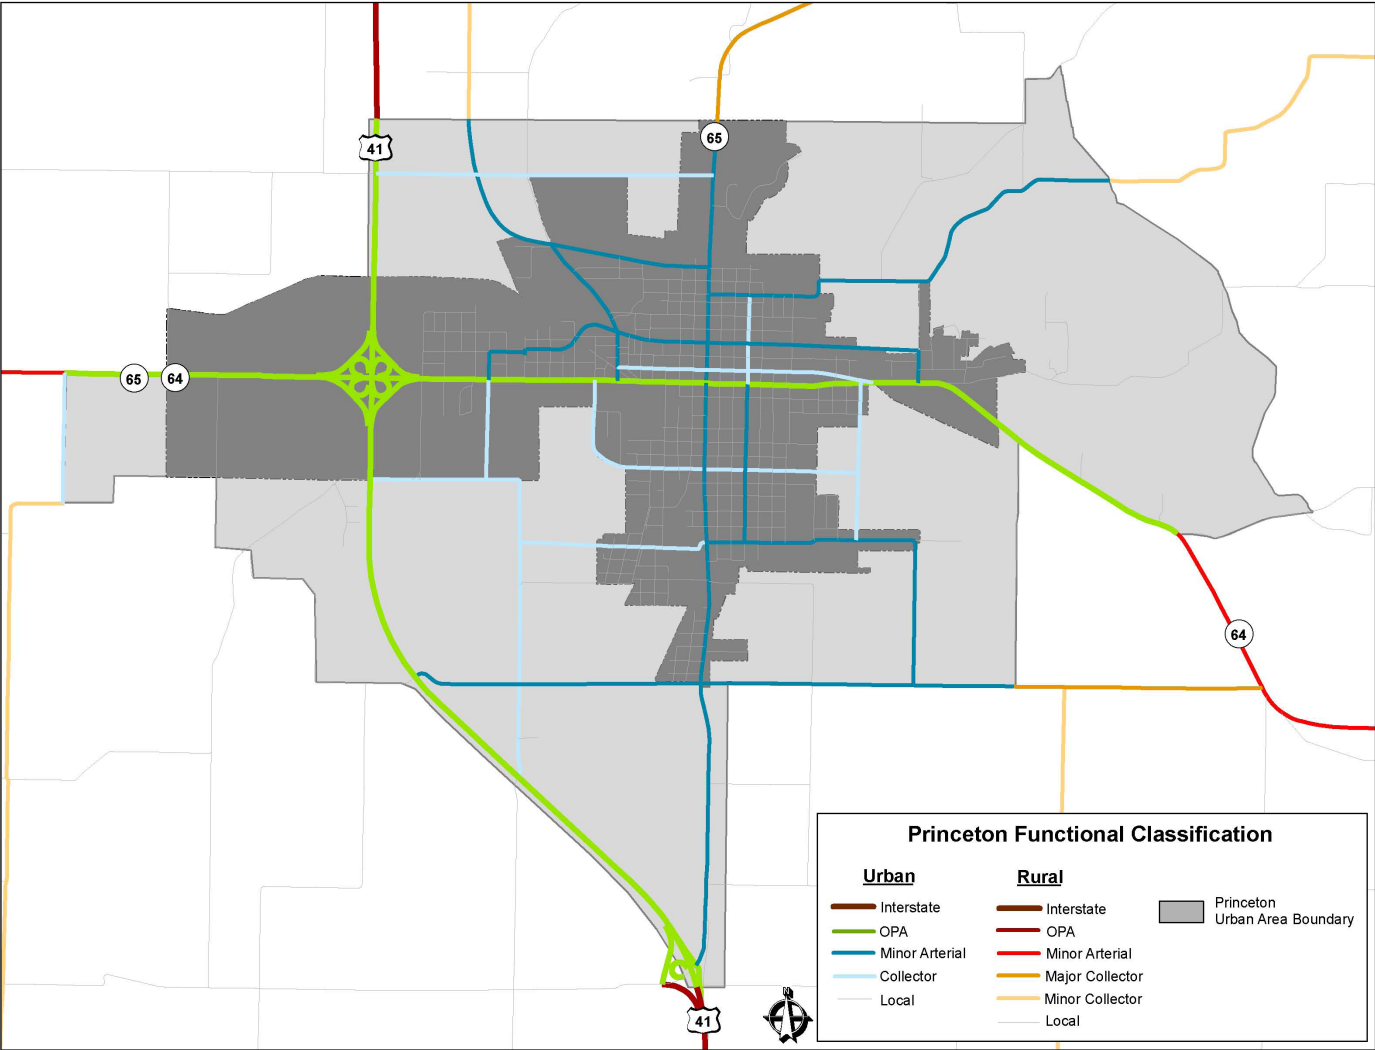 65
41
65
64
64
Princeton Functional Classification
Urban
Rural
Interstate
Interstate
Princeton
Urban Area Boundary
OPA
OPA
Minor Arterial
Minor Arterial
Collector
Major Collector
Local
Minor Collector
Local
N
41